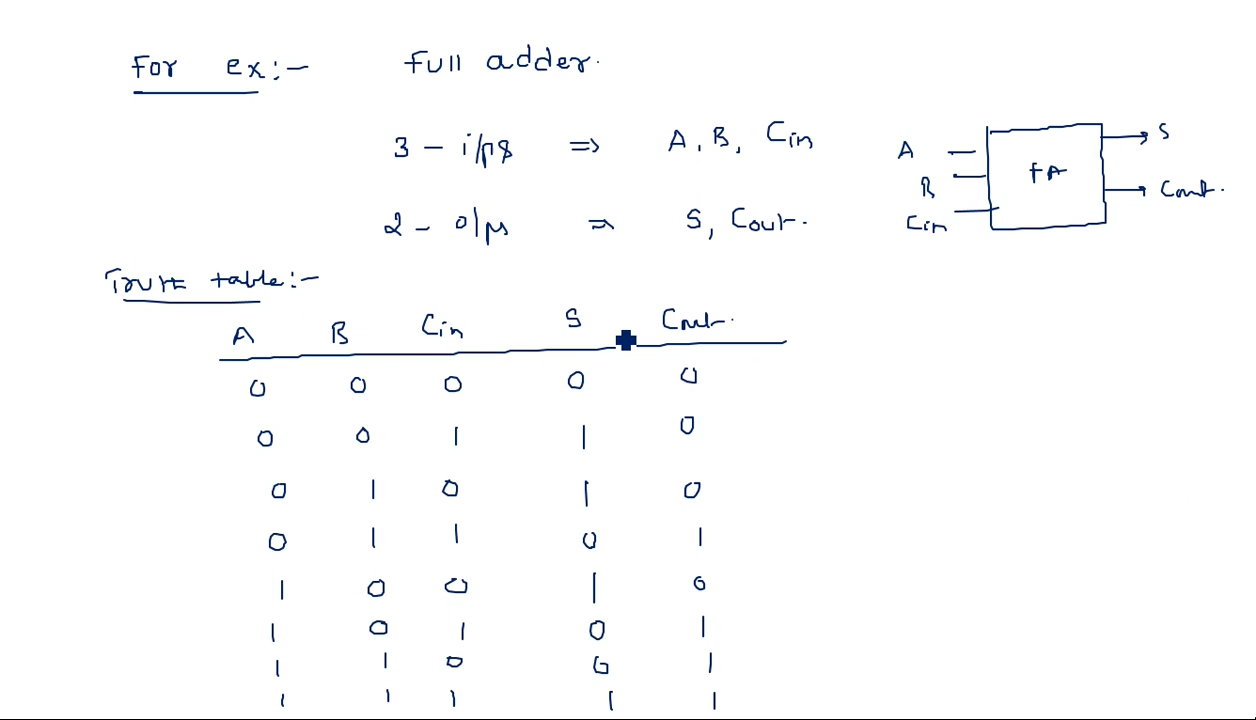 For ex:- Full adder.
3 - i/ps => A, B, Cin
2 - o/ps => S, Cout.
A
B
Cin
FA
S
Cout.
Truth table:-
A B Cin S Cout.
0 0 0 0 0
0 0 1 1 0
0 1 0 1 0
0 1 1 0 1
1 0 0 1 0
1 0 1 0 1
1 1 0 0 1
1 1 1 1 1